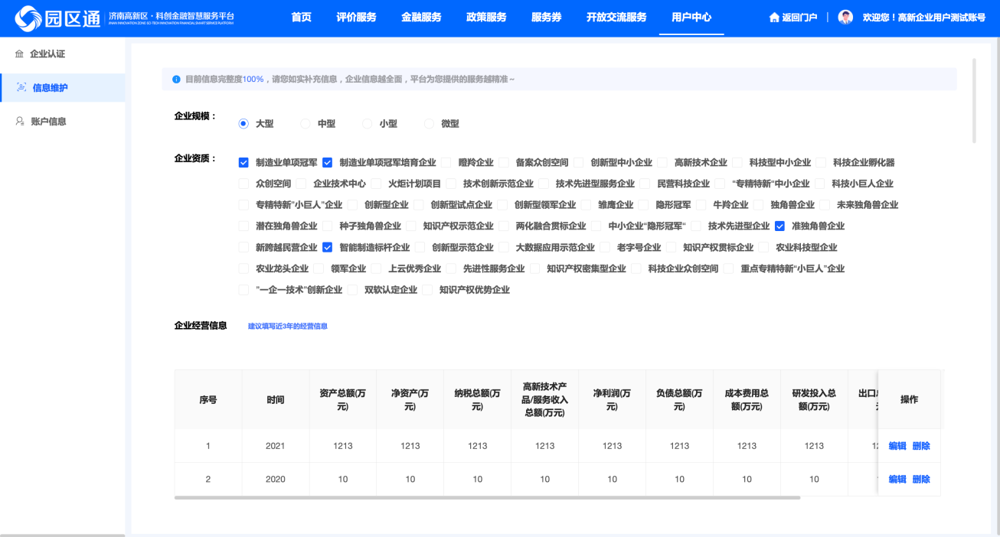 园区通 济南高新区·科创金融智慧服务平台
JINAN INNOVATION ZONE SCI-TECH INNOVATION FINANCIAL SMART SERVICE PLATFORM
首页 评价服务 金融服务 政策服务 服务券 开放交流服务 用户中心 返回门户 | 欢迎您！高新企业用户测试账号
企业认证
信息维护
账户信息
目前信息完整度100%，请您如实补充信息，企业信息越全面，平台为您提供的服务越精准～
企业规模： 大型 中型 小型 微型
企业资质： 制造业单项冠军 制造业单项冠军培育企业 瞪羚企业 备案众创空间 创新型中小企业 高新技术企业 科技型中小企业 科技企业孵化器
众创空间 企业技术中心 火炬计划项目 技术创新示范企业 技术先进型服务企业 民营科技企业 “专精特新”中小企业 科技小巨人企业
专精特新”小巨人”企业 创新型企业 创新型试点企业 创新型领军企业 雏鹰企业 隐形冠军 牛羚企业 独角兽企业 未来独角兽企业
潜在独角兽企业 种子独角兽企业 知识产权示范企业 两化融合贯标企业 中小企业“隐形冠军“ 技术先进型企业 准独角兽企业
新跨越民营企业 智能制造标杆企业 创新型示范企业 大数据应用示范企业 老字号企业 知识产权贯标企业 农业科技型企业
农业龙头企业 领军企业 上云优秀企业 先进性服务企业 知识产权密集型企业 科技企业众创空间 重点专精特新“小巨人”企业
”一企一技术”创新企业 双软认定企业 知识产权优势企业
企业经营信息 建议填写近3年的经营信息
序号 时间 资产总额(万元) 净资产(万元) 纳税总额(万元) 高新技术产品/服务收入总额(万元) 净利润(万元) 负债总额(万元) 成本费用总额(万元) 研发投入总额(万元) 出口 操作
1 2021 1213 1213 1213 1213 1213 1213 1213 1213 编辑 删除
2 2020 10 10 10 10 10 10 10 10 编辑 删除